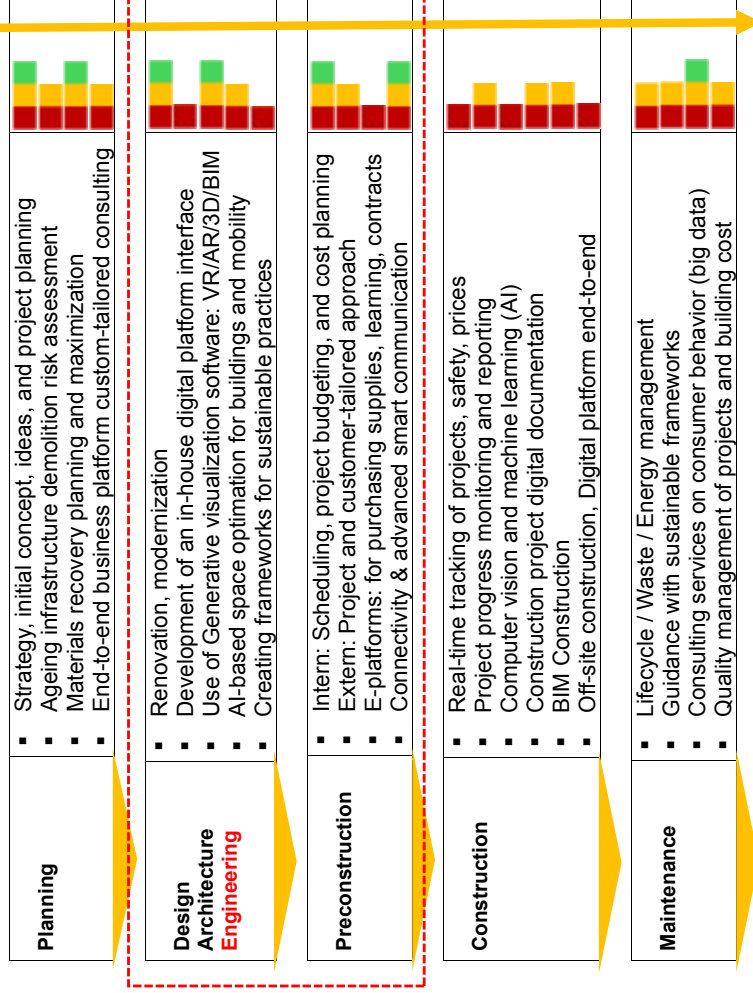 Planning
▪ Strategy, initial concept, ideas, and project planning
▪ Ageing infrastructure demolition risk assessment
▪ Materials recovery planning and maximization
▪ End-to-end business platform custom-tailored consulting
Design
Architecture
Engineering
▪ Renovation, modernization
▪ Development of an in-house digital platform interface
▪ Use of Generative visualization software: VR/AR/3D/BIM
▪ AI-based space optimation for buildings and mobility
▪ Creating frameworks for sustainable practices
Preconstruction
▪ Intern: Scheduling, project budgeting, and cost planning
▪ Extern: Project and customer-tailored approach
▪ E-platforms: for purchasing supplies, learning, contracts
▪ Connectivity & advanced smart communication
Construction
▪ Real-time tracking of projects, safety, prices
▪ Project progress monitoring and reporting
▪ Computer vision and machine learning (AI)
▪ Construction project digital documentation
▪ BIM Construction
▪ Off-site construction, Digital platform end-to-end
Maintenance
▪ Lifecycle / Waste / Energy management
▪ Guidance with sustainable frameworks
▪ Consulting services on consumer behavior (big data)
▪ Quality management of projects and building cost